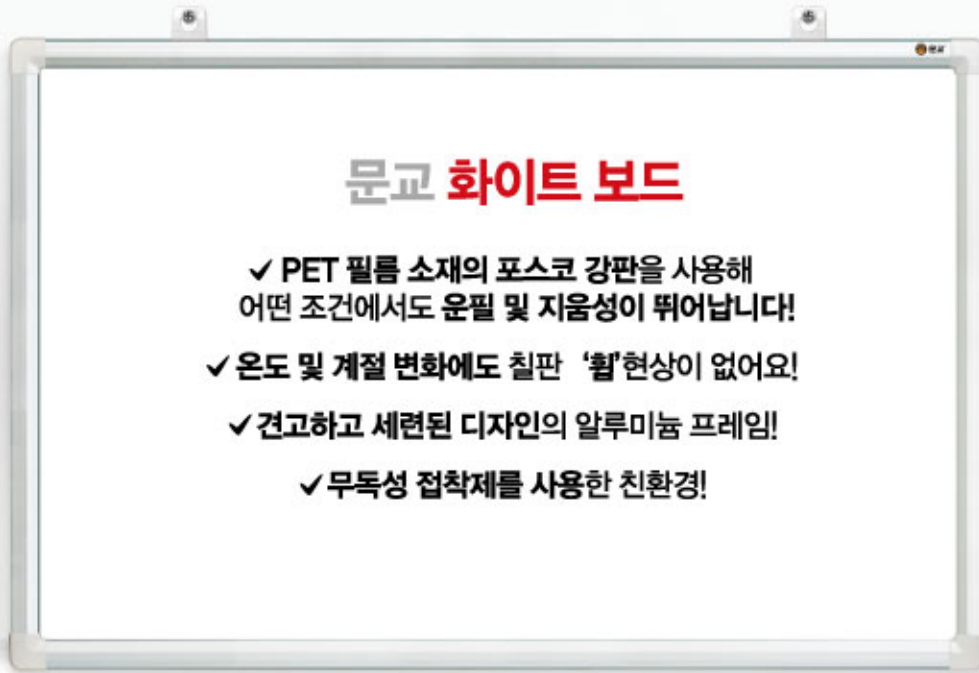 문교
문교 화이트 보드
✓ PET 필름 소재의 포스코 강판을 사용해
어떤 조건에서도 운필 및 지움성이 뛰어납니다!
✓ 온도 및 계절 변화에도 칠판 ‘휨’현상이 없어요!
✓ 견고하고 세련된 디자인의 알루미늄 프레임!
✓ 무독성 접착제를 사용한 친환경!